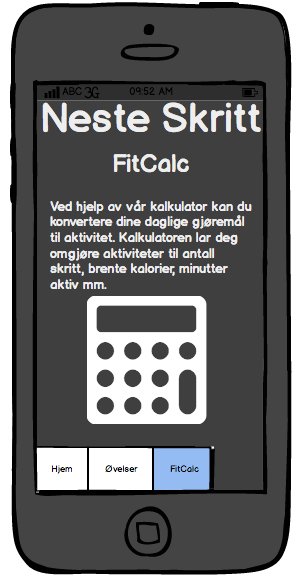 ABC 3G 09:52 AM
Neste Skritt
FitCalc
Ved hjelp av vår kalkulator kan du
konvertere dine daglige gjøremål
til aktivitet. Kalkulatoren lar deg
omgjøre aktiviteter til antall
skritt, brente kalorier, minutter
aktiv mm.
Hjem Øvelser FitCalc